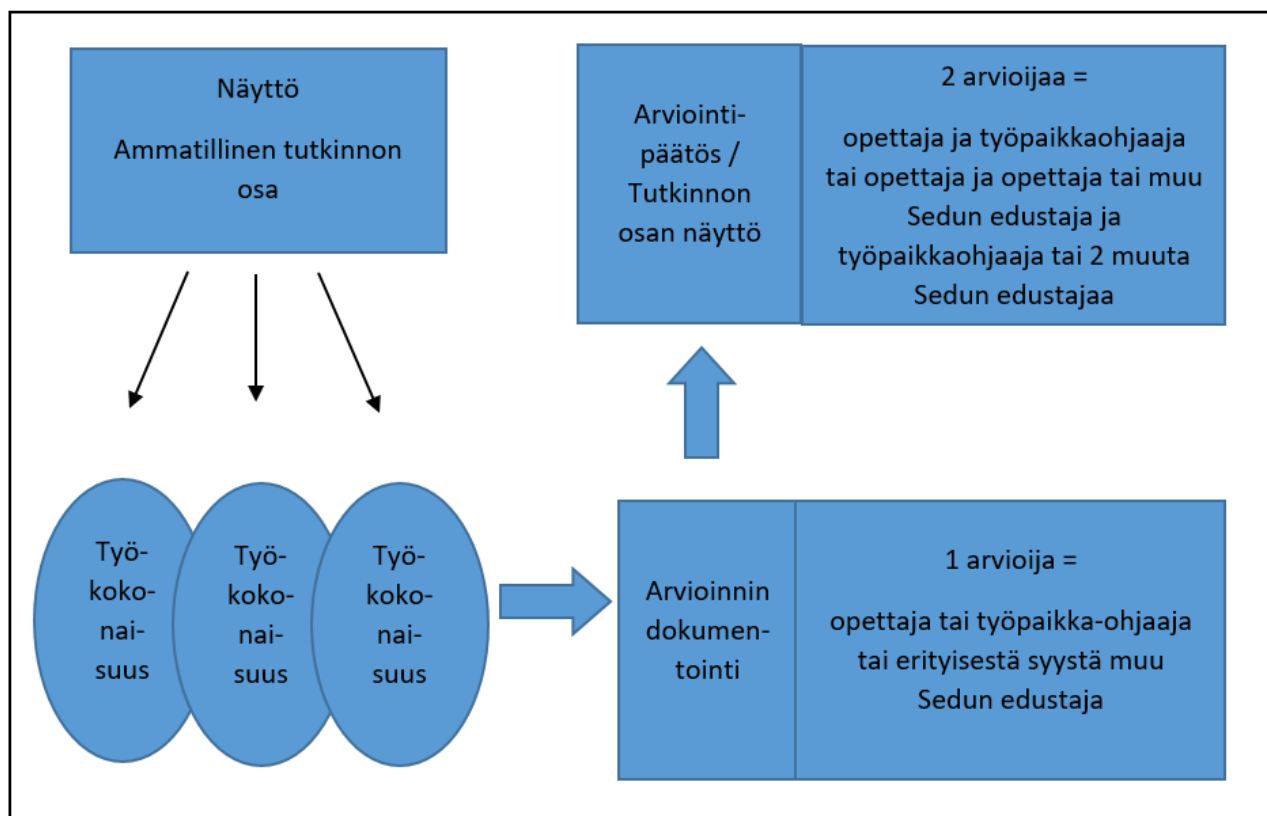 Näyttö
Ammatillinen tutkinnon
osa
Arviointi-
päätös /
Tutkinnon
osan näyttö
2 arvioijaa =
opettaja ja työpaikkaohjaaja
tai opettaja ja opettaja tai muu
Sedun edustaja ja
työpaikkaohjaaja tai 2 muuta
Sedun edustajaa
Työ-
koko-
nai-
suus
Työ-
koko-
nai-
suus
Työ-
koko-
nai-
suus
Arvioinnin
dokumen-
tointi
1 arvioija =
opettaja tai työpaikka-ohjaaja
tai erityisestä syystä muu
Sedun edustaja